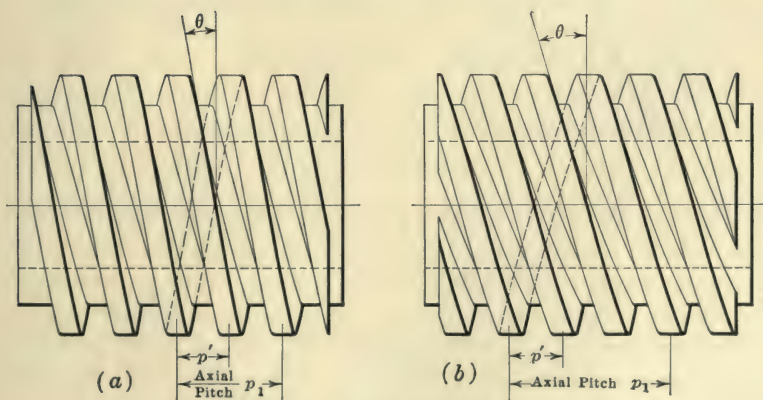 θ
θ
p′
Axial
Pitch p₁
(a)
p′
Axial Pitch p₁
(b)